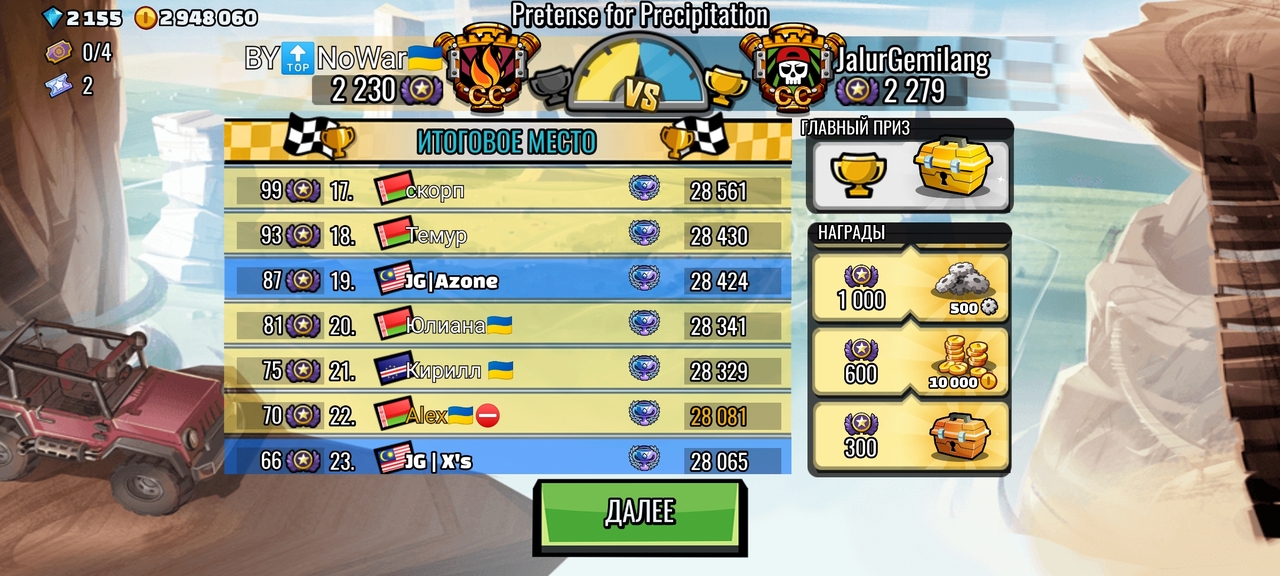 2 155 2 948 060
0/4
2
Pretense for Precipitation
BY TOP NoWar🇺🇦
2 230
VS
JalurGemilang
2 279
CC
CC
ИТОГОВОЕ МЕСТО
99 17. скорп 28 561
93 18. Темур 28 430
87 19. JG|Azone 28 424
81 20. Юлиана🇺🇦 28 341
75 21. Кирилл 🇺🇦 28 329
70 22. Alex🇺🇦⛔ 28 081
66 23. JG | X's 28 065
ГЛАВНЫЙ ПРИЗ
НАГРАДЫ
1 000 500
600 10 000
300
ДАЛЕЕ